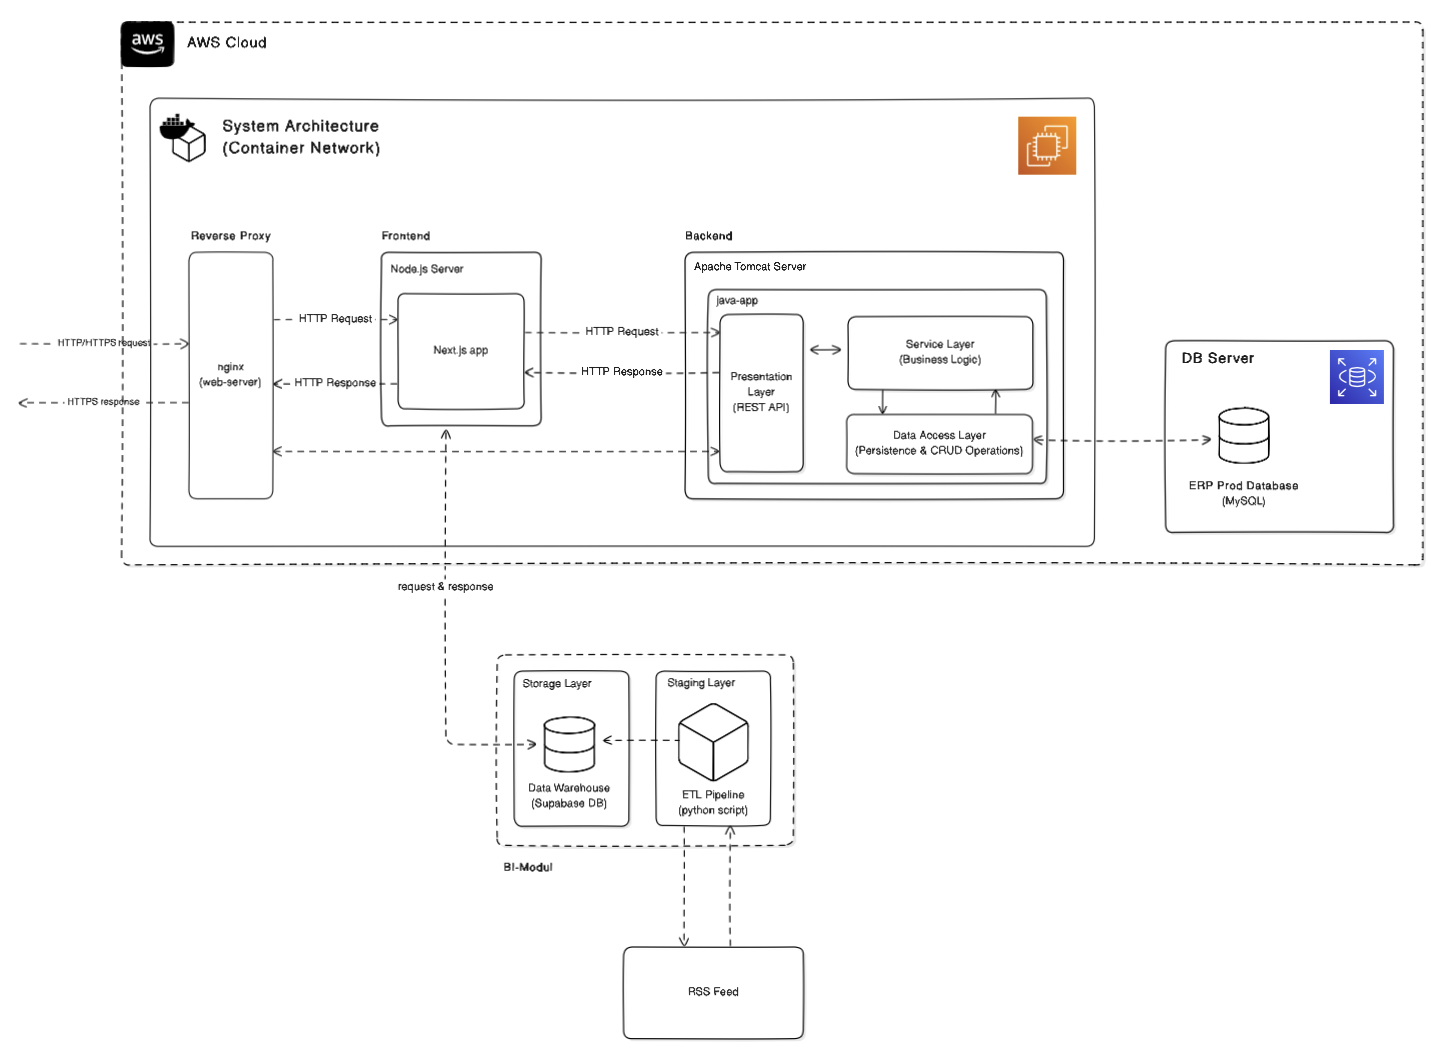 aws
AWS Cloud
System Architecture
(Container Network)
Reverse Proxy
Frontend
Backend
Node.js Server
Apache Tomcat Server
java-app
HTTP Request
HTTP Request
HTTP/HTTPS request
nginx
(web-server)
Next.js app
HTTP Response
HTTP Response
HTTPS response
Presentation
Layer
(REST API)
Service Layer
(Business Logic)
Data Access Layer
(Persistence & CRUD Operations)
DB Server
ERP Prod Database
(MySQL)
request & response
Storage Layer
Staging Layer
Data Warehouse
(Supabase DB)
ETL Pipeline
(python script)
BI-Modul
RSS Feed